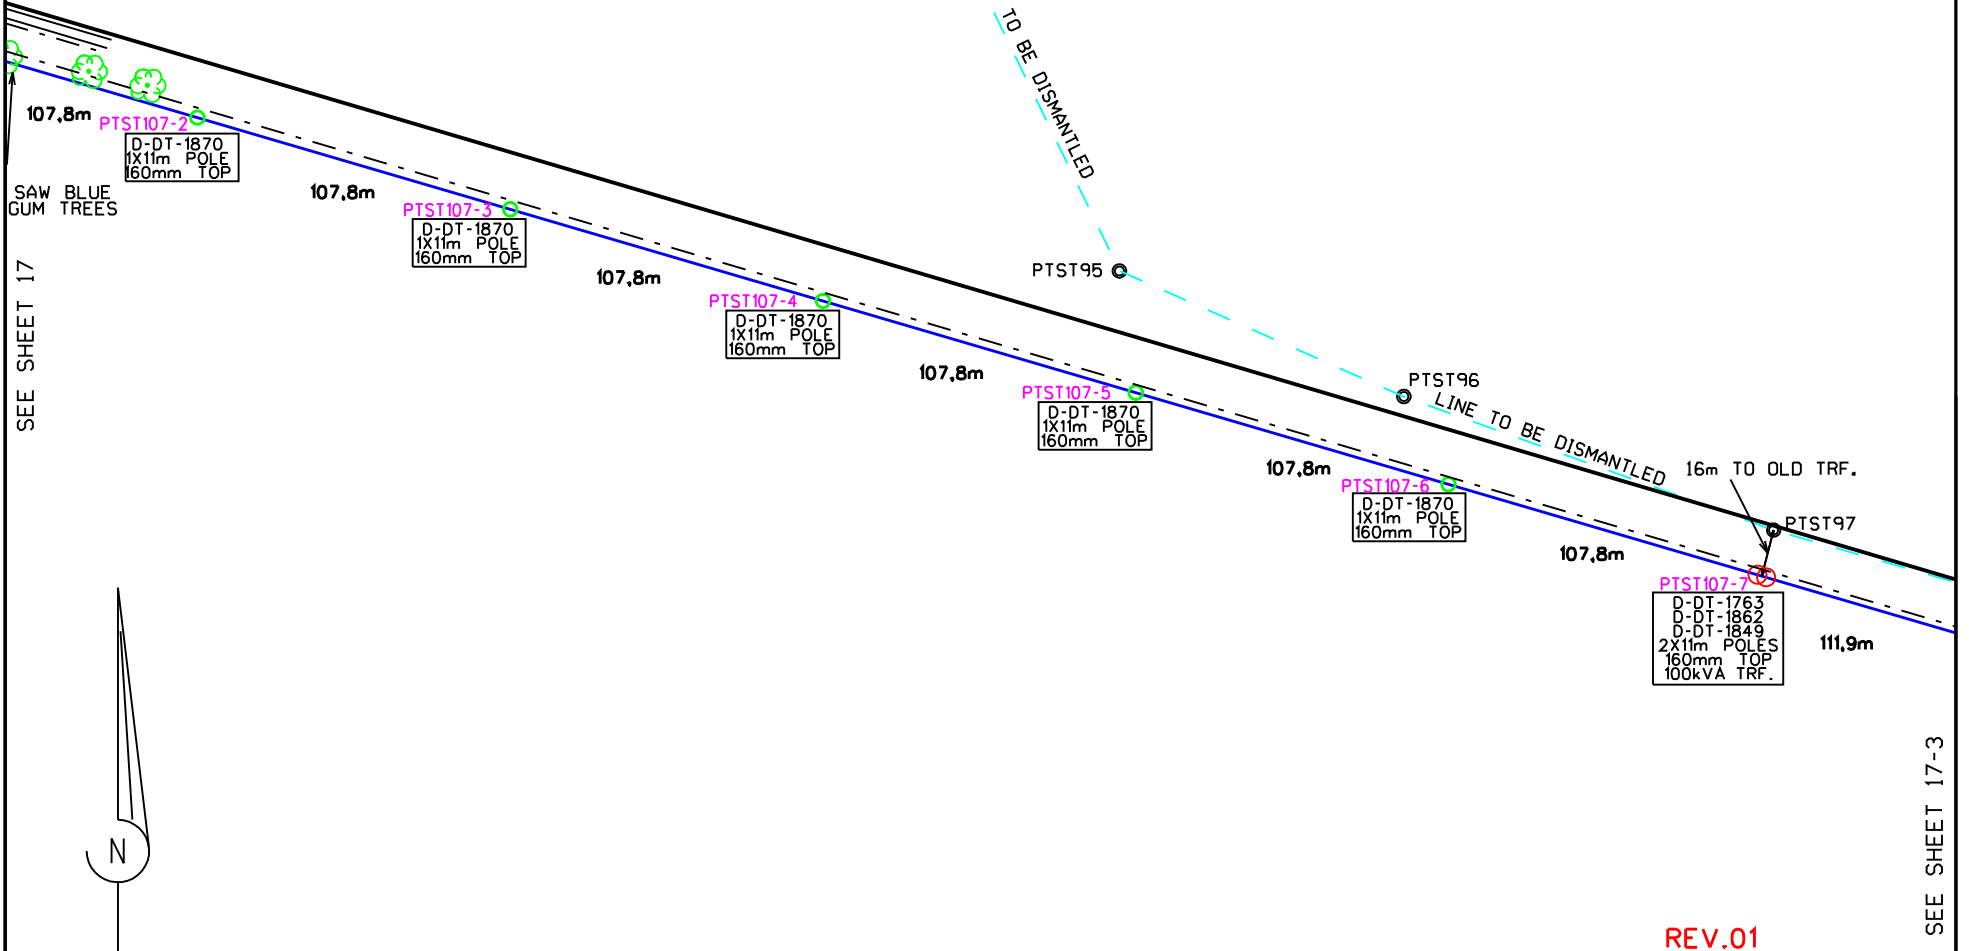 TO BE DISMANTLED
107,8m
PTST107-2
D-DT-1870
1X11m POLE
160mm TOP
SAW BLUE
GUM TREES
107,8m
PTST107-3
D-DT-1870
1X11m POLE
160mm TOP
SEE SHEET 17
107,8m
PTST95
PTST107-4
D-DT-1870
1X11m POLE
160mm TOP
107,8m
PTST96
PTST107-5
D-DT-1870
1X11m POLE
160mm TOP
LINE TO BE DISMANTLED
107,8m
16m TO OLD TRF.
PTST107-6
D-DT-1870
1X11m POLE
160mm TOP
PTST97
107,8m
PTST107-7
D-DT-1763
D-DT-1862
D-DT-1849
2X11m POLES
160mm TOP
100kVA TRF.
111,9m
N
SEE SHEET 17-3
REV.01